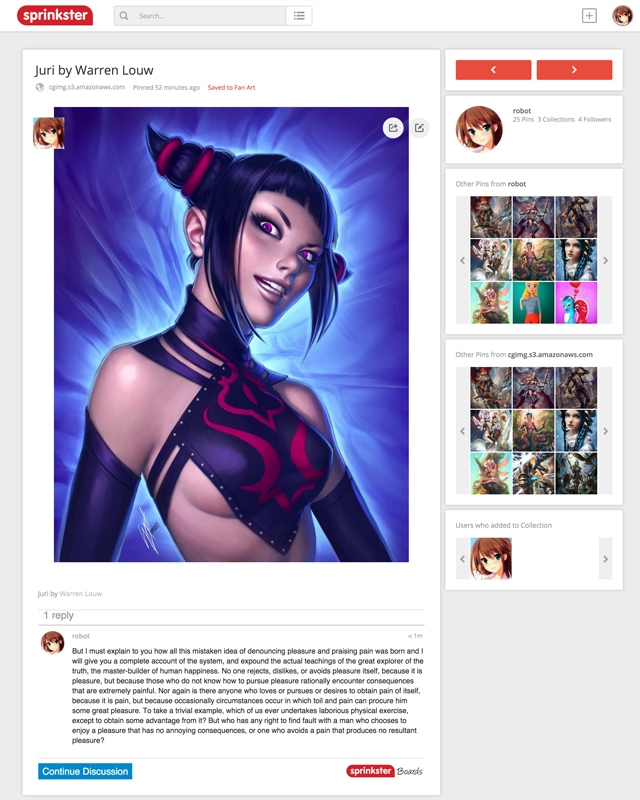 sprinkster
Search...
Juri by Warren Louw
cgimg.s3.amazonaws.com Pinned 52 minutes ago Saved to Fan Art
robot
25 Pins 3 Collections 4 Followers
Other Pins from robot
Other Pins from cgimg.s3.amazonaws.com
Users who added to Collection
Juri by Warren Louw
1 reply
robot
< 1m
But I must explain to you how all this mistaken idea of denouncing pleasure and praising pain was born and I
will give you a complete account of the system, and expound the actual teachings of the great explorer of the
truth, the master-builder of human happiness. No one rejects, dislikes, or avoids pleasure itself, because it is
pleasure, but because those who do not know how to pursue pleasure rationally encounter consequences
that are extremely painful. Nor again is there anyone who loves or pursues or desires to obtain pain of itself,
because it is pain, but because occasionally circumstances occur in which toil and pain can procure him
some great pleasure. To take a trivial example, which of us ever undertakes laborious physical exercise,
except to obtain some advantage from it? But who has any right to find fault with a man who chooses to
enjoy a pleasure that has no annoying consequences, or one who avoids a pain that produces no resultant
pleasure?
Continue Discussion
sprinkster Boards